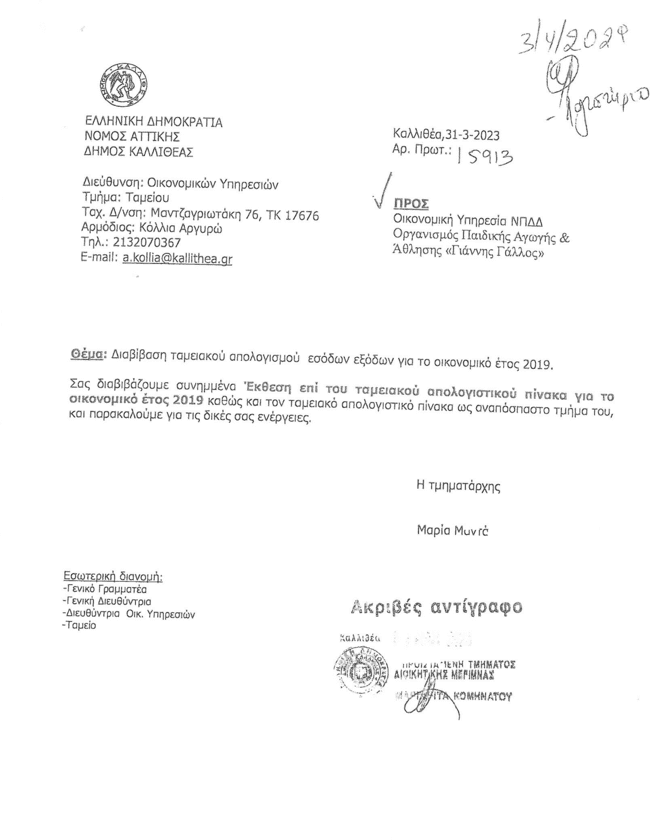 3/4/202
Λογιστήριο
ΕΛΛΗΝΙΚΗ ΔΗΜΟΚΡΑΤΙΑ
ΝΟΜΟΣ ΑΤΤΙΚΗΣ
ΔΗΜΟΣ ΚΑΛΛΙΘΕΑΣ
Καλλιθέα,31-3-2023
Αρ. Πρωτ.: 15913
Διεύθυνση: Οικονομικών Υπηρεσιών
Τμήμα: Ταμείου
Ταχ. Δ/νση: Μαντζαγριωτάκη 76, ΤΚ 17676
Αρμόδιος: Κόλλια Αργυρώ
Τηλ.: 2132070367
E-mail: a.kollia@kallithea.gr
ΠΡΟΣ
Οικονομική Υπηρεσία ΝΠΔΔ
Οργανισμός Παιδικής Αγωγής &
Άθλησης «Γιάννης Γάλλος»
Θέμα: Διαβίβαση ταμειακού απολογισμού εσόδων εξόδων για το οικονομικό έτος 2019.
Σας διαβιβάζουμε συνημμένα Έκθεση επί του ταμειακού απολογιστικού πίνακα για το
οικονομικό έτος 2019 καθώς και τον ταμειακό απολογιστικό πίνακα ως αναπόσπαστο τμήμα του,
και παρακαλούμε για τις δικές σας ενέργειες.
Η τμηματάρχης
Μαρία
Εσωτερική διανομή:
-Γενικό Γραμματέα
-Γενική Διευθύντρια
-Διευθύντρια Οικ. Υπηρεσιών
-Ταμείο
Ακριβές αντίγραφο
Καλλιθέα
ΤΜΗΜΑΤΟΣ
ΔΙΟΙΚΗΤΙΚΗΣ ΜΕΡΙΜΝΑΣ
ΚΟΜΗΝΑΤΟΥ